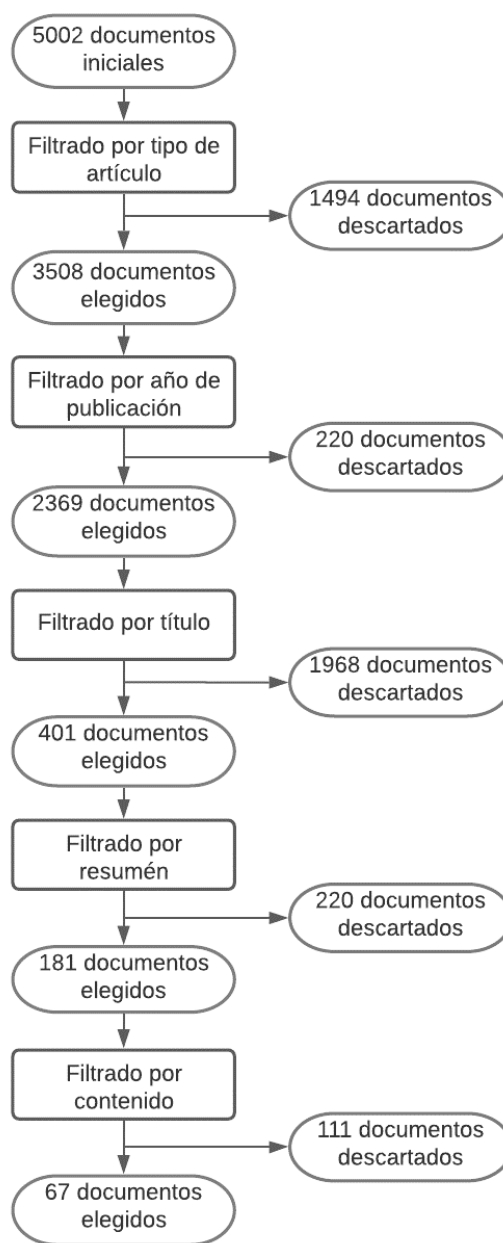 5002 documentos
iniciales
Filtrado por tipo de
artículo
1494 documentos
descartados
3508 documentos
elegidos
Filtrado por año de
publicación
220 documentos
descartados
2369 documentos
elegidos
Filtrado por título
1968 documentos
descartados
401 documentos
elegidos
Filtrado por
resumén
220 documentos
descartados
181 documentos
elegidos
Filtrado por
contenido
111 documentos
descartados
67 documentos
elegidos